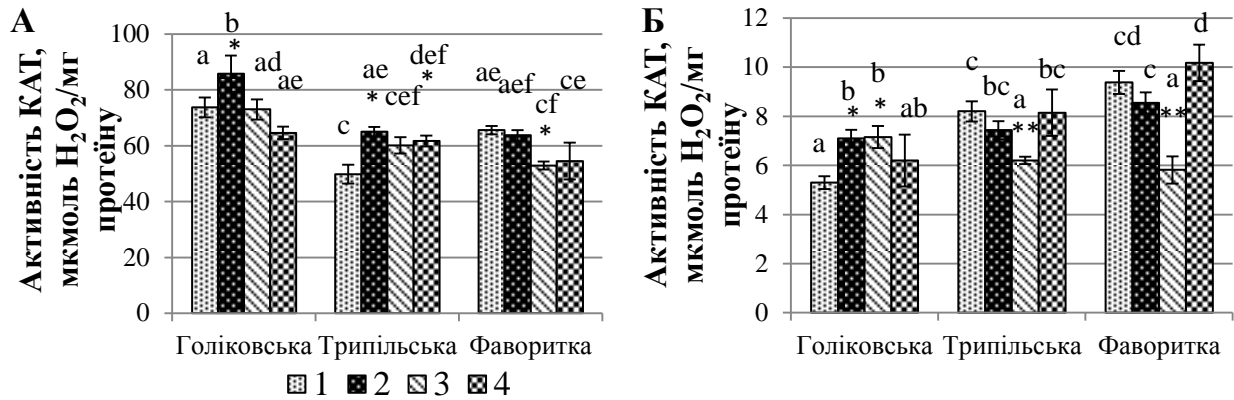 А
Активність КАТ,
мкмоль H₂O₂/мг
протеїну
100
80
60
40
20
0
a
b
*
ad
ae
c
ae
*
cef
def
*
ae
aef
cf
*
ce
Голіковська Трипільська Фаворитка
1 2 3 4
Б
Активність КАТ,
мкмоль H₂O₂/мг
протеїну
12
10
8
6
4
2
0
a
b
*
b
*
ab
c
bc
a
**
bc
cd
c
a
**
d
Голіковська Трипільська Фаворитка